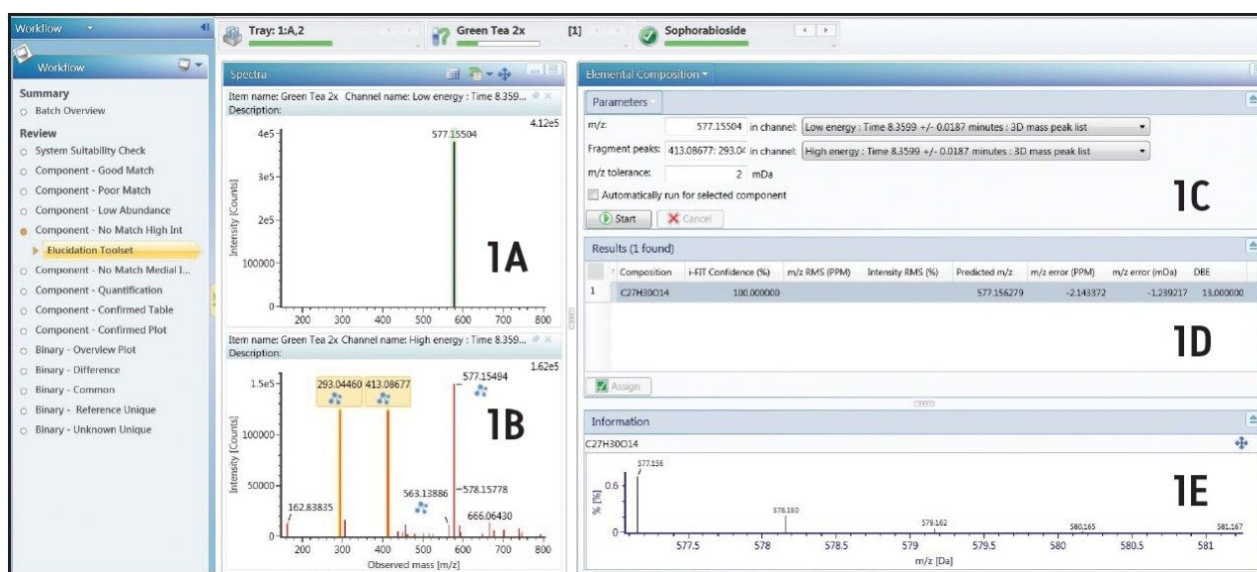 Workflow
Tray: 1:A,2
Green Tea 2x [1]
Sophorabioside
Workflow
Summary
Batch Overview
Review
System Suitability Check
Component - Good Match
Component - Poor Match
Component - Low Abundance
Component - No Match High Int
Elucidation Toolset
Component - No Match Medial I...
Component - Quantification
Component - Confirmed Table
Component - Confirmed Plot
Binary - Overview Plot
Binary - Difference
Binary - Common
Binary - Reference Unique
Binary - Unknown Unique
Spectra
Item name: Green Tea 2x Channel name: Low energy : Time 8.3599...
Description:
4.12e5
577.15504
4e5
3e5
2e5
100000
0
Intensity [Counts]
1A
200 300 400 500 600 700 800
Item name: Green Tea 2x Channel name: High energy : Time 8.359...
Description:
1.62e5
577.15494
1.5e5
293.04460 413.08677
1B
100000
50000
0
Intensity [Counts]
563.13886
578.15778
162.83835
666.06430
200 300 400 500 600 700 800
Observed mass [m/z]
Elemental Composition
Parameters
m/z: 577.15504 in channel: Low energy : Time 8.3599 +/- 0.0187 minutes : 3D mass peak list
Fragment peaks: 413.08677: 293.04 in channel: High energy : Time 8.3599 +/- 0.0187 minutes : 3D mass peak list
m/z tolerance: 2 mDa
Automatically run for selected component
Start Cancel
1C
Results (1 found)
Composition i-FIT Confidence (%) m/z RMS (PPM) Intensity RMS (%) Predicted m/z m/z error (PPM) m/z error (mDa) DBE
1 C27H30O14 100.000000 577.156279 -2.143372 -1.239217 13.000000
1D
Assign
Information
C27H30O14
577.156
0.6
0
% [%]
578.160
579.162
580.165
581.167
1E
577.5 578 578.5 579 579.5 580 580.5 581
m/z [Da]